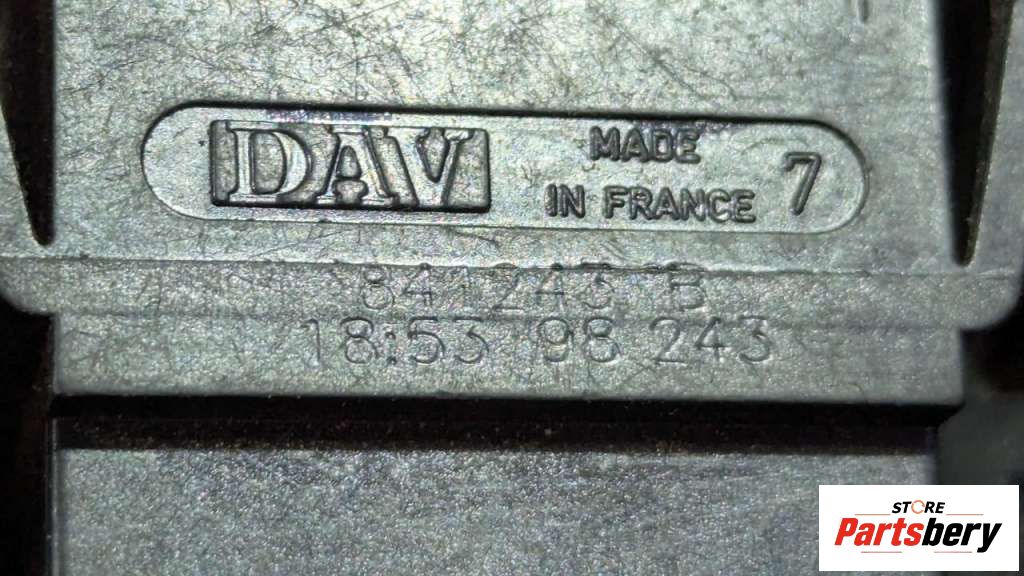 DAV
MADE
IN FRANCE
7
841243 B
18:53 98 243
STORE
Partsbery